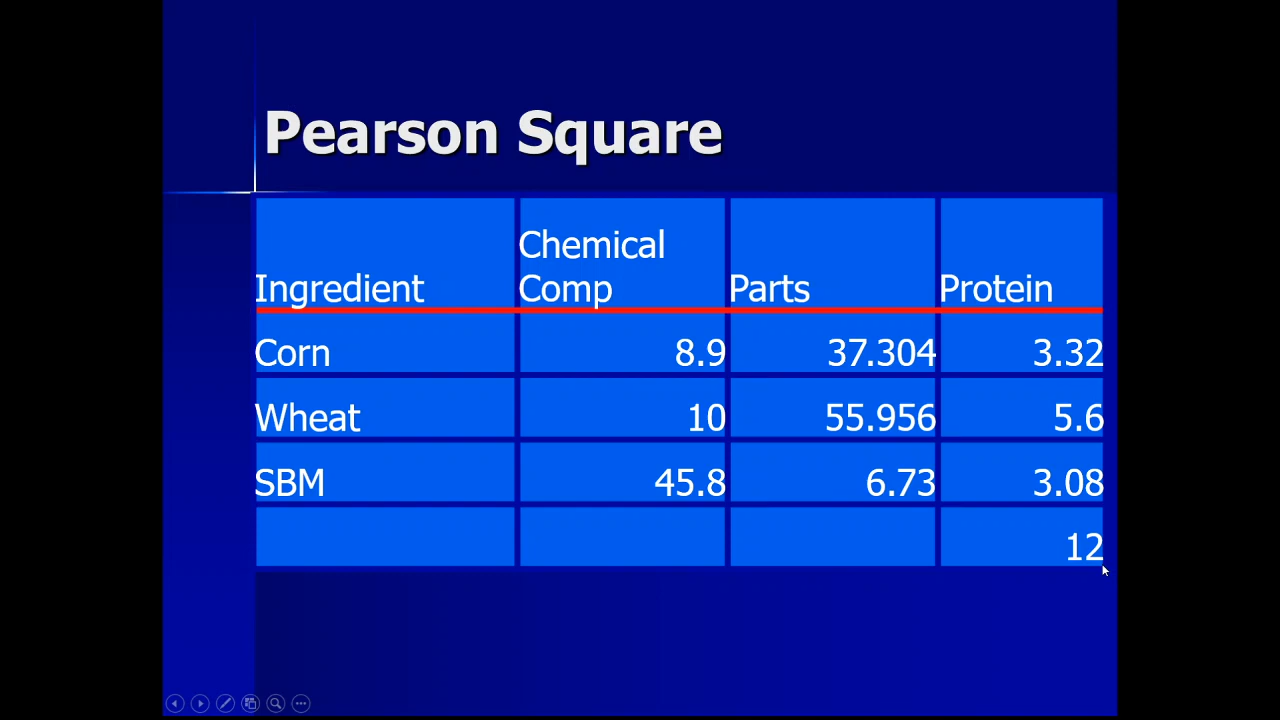 Pearson Square
Ingredient Chemical Comp Parts Protein
Corn 8.9 37.304 3.32
Wheat 10 55.956 5.6
SBM 45.8 6.73 3.08
12